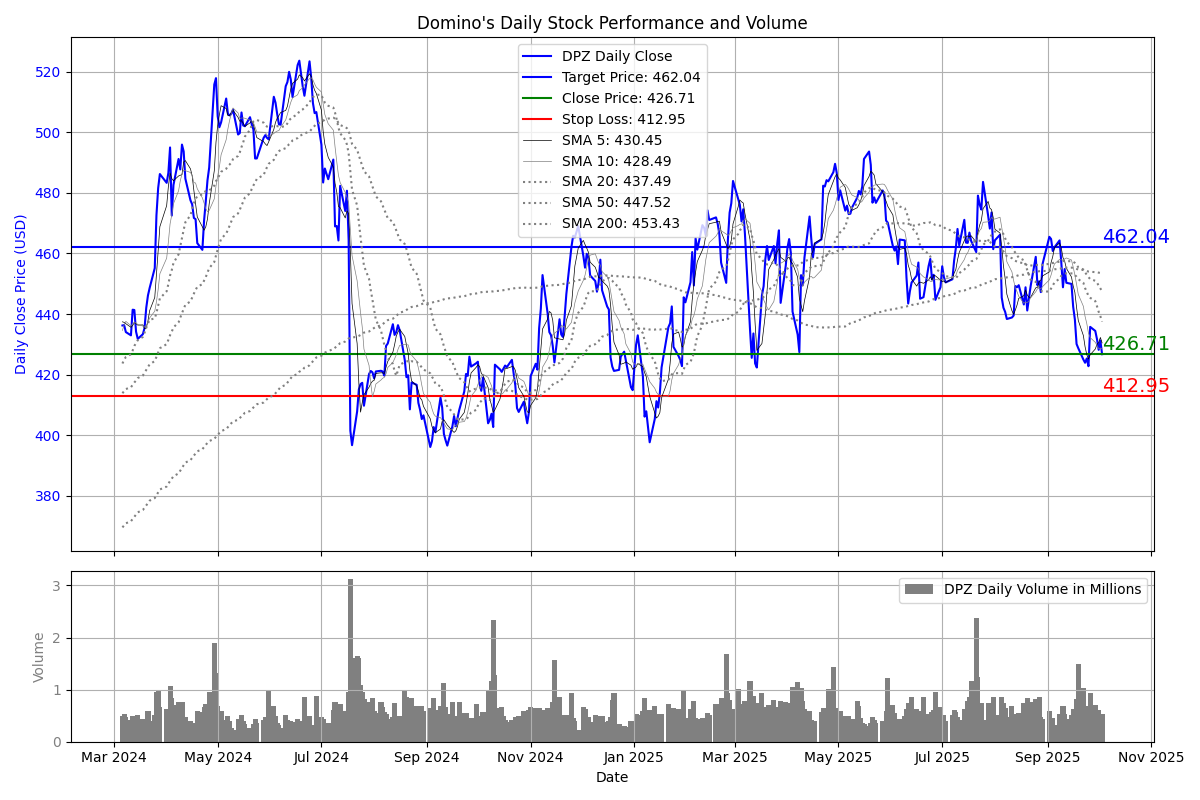 Domino's Daily Stock Performance and Volume
DPZ Daily Close
Target Price: 462.04
Close Price: 426.71
Stop Loss: 412.95
SMA 5: 430.45
SMA 10: 428.49
SMA 20: 437.49
SMA 50: 447.52
SMA 200: 453.43
Daily Close Price (USD)
520
500
480
460
440
420
400
380
462.04
426.71
412.95
DPZ Daily Volume in Millions
Volume
3
2
1
0
Mar 2024 May 2024 Jul 2024 Sep 2024 Nov 2024 Jan 2025 Mar 2025 May 2025 Jul 2025 Sep 2025 Nov 2025
Date